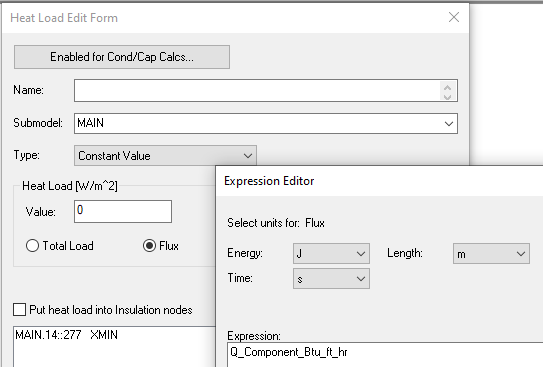 Heat Load Edit Form
Enabled for Cond/Cap Calcs...
Name:
Submodel: MAIN
Type: Constant Value
Heat Load [W/m^2]
Value: 0
Total Load Flux
Put heat load into Insulation nodes
MAIN.14::277 XMIN
Expression Editor
Select units for: Flux
Energy: J Length: m
Time: s
Expression:
Q_Component_Btu_ft_hr